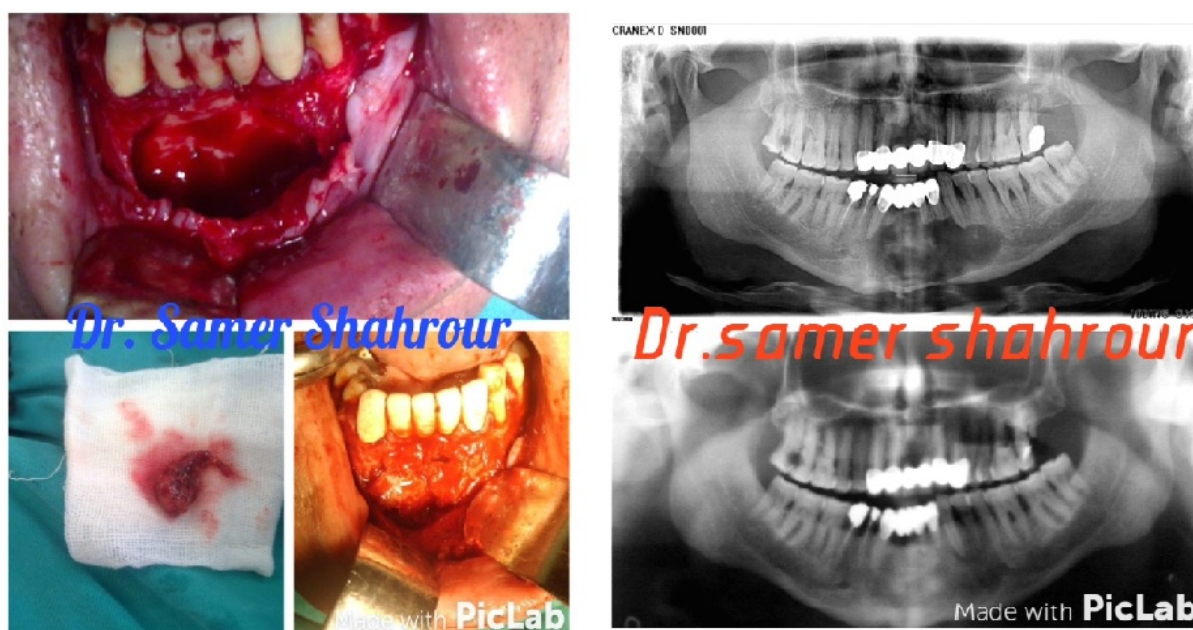 CRANEX D SN0001
Dr. Samer Shahrour
Dr.samer shahrour
Made with PicLab
Made with PicLab